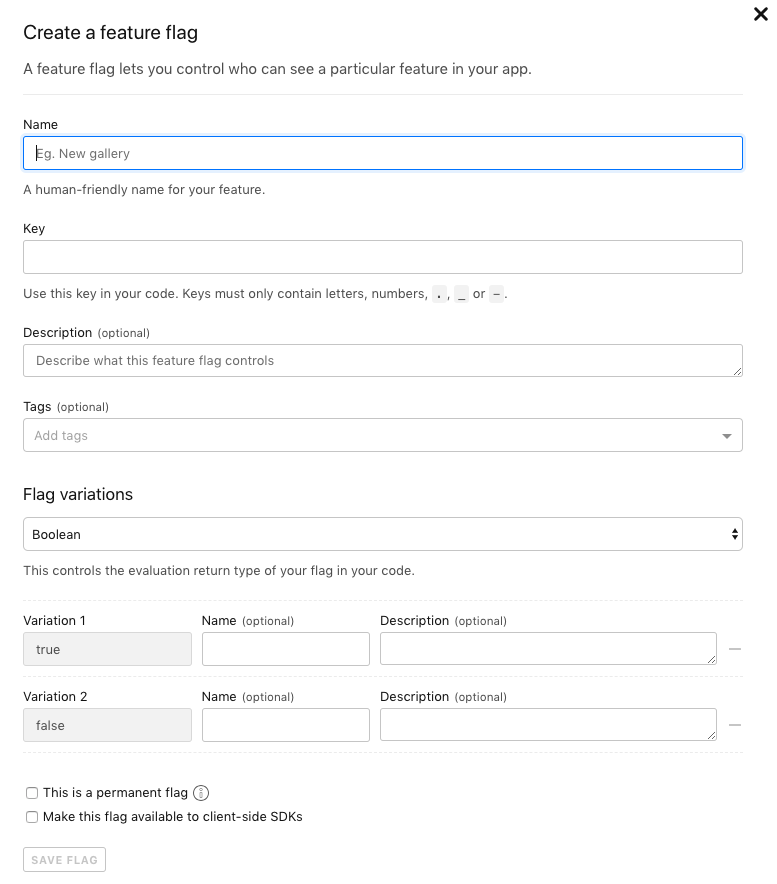 Create a feature flag
A feature flag lets you control who can see a particular feature in your app.
Name
Eg. New gallery
A human-friendly name for your feature.
Key
Use this key in your code. Keys must only contain letters, numbers, . , _ or - .
Description (optional)
Describe what this feature flag controls
Tags (optional)
Add tags
Flag variations
Boolean
This controls the evaluation return type of your flag in your code.
Variation 1 Name (optional) Description (optional)
true
Variation 2 Name (optional) Description (optional)
false
This is a permanent flag
Make this flag available to client-side SDKs
SAVE FLAG